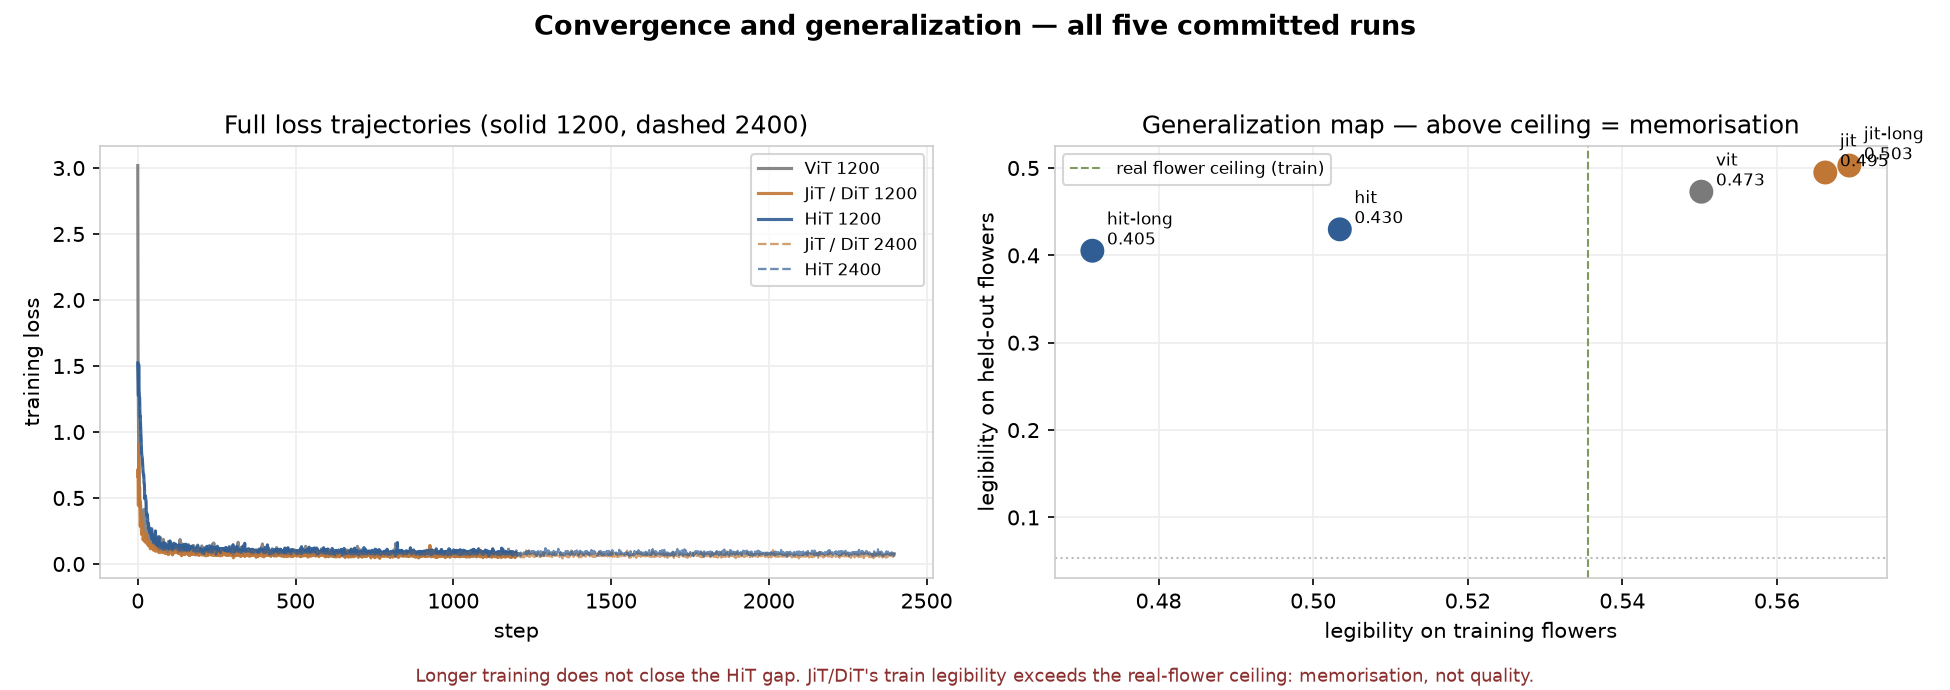 Convergence and generalization — all five committed runs
Full loss trajectories (solid 1200, dashed 2400)
training loss
3.0
2.5
2.0
1.5
1.0
0.5
0.0
ViT 1200
JiT / DiT 1200
HiT 1200
JiT / DiT 2400
HiT 2400
0
500
1000
1500
2000
2500
step
Generalization map — above ceiling = memorisation
legibility on held-out flowers
0.5
0.4
0.3
0.2
0.1
real flower ceiling (train)
hit-long
0.405
hit
0.430
vit
0.473
jit
0.495
jit-long
0.503
0.48
0.50
0.52
0.54
0.56
legibility on training flowers
Longer training does not close the HiT gap. JiT/DiT's train legibility exceeds the real-flower ceiling: memorisation, not quality.